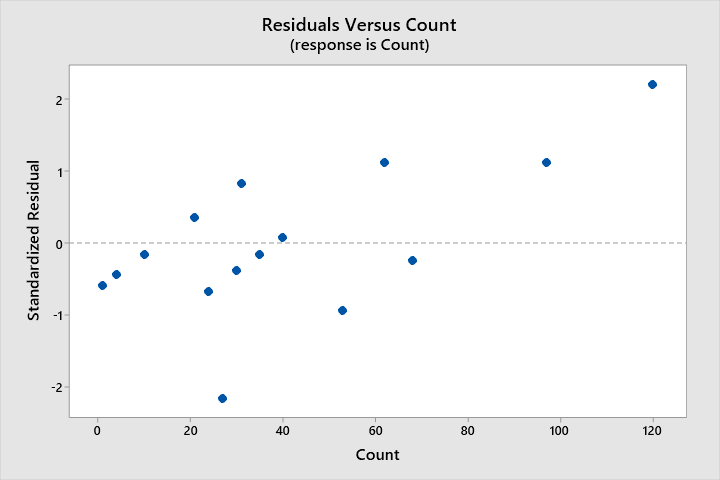 Residuals Versus Count
(response is Count)
Standardized Residual
2
1
0
-1
-2
0 20 40 60 80 100 120
Count